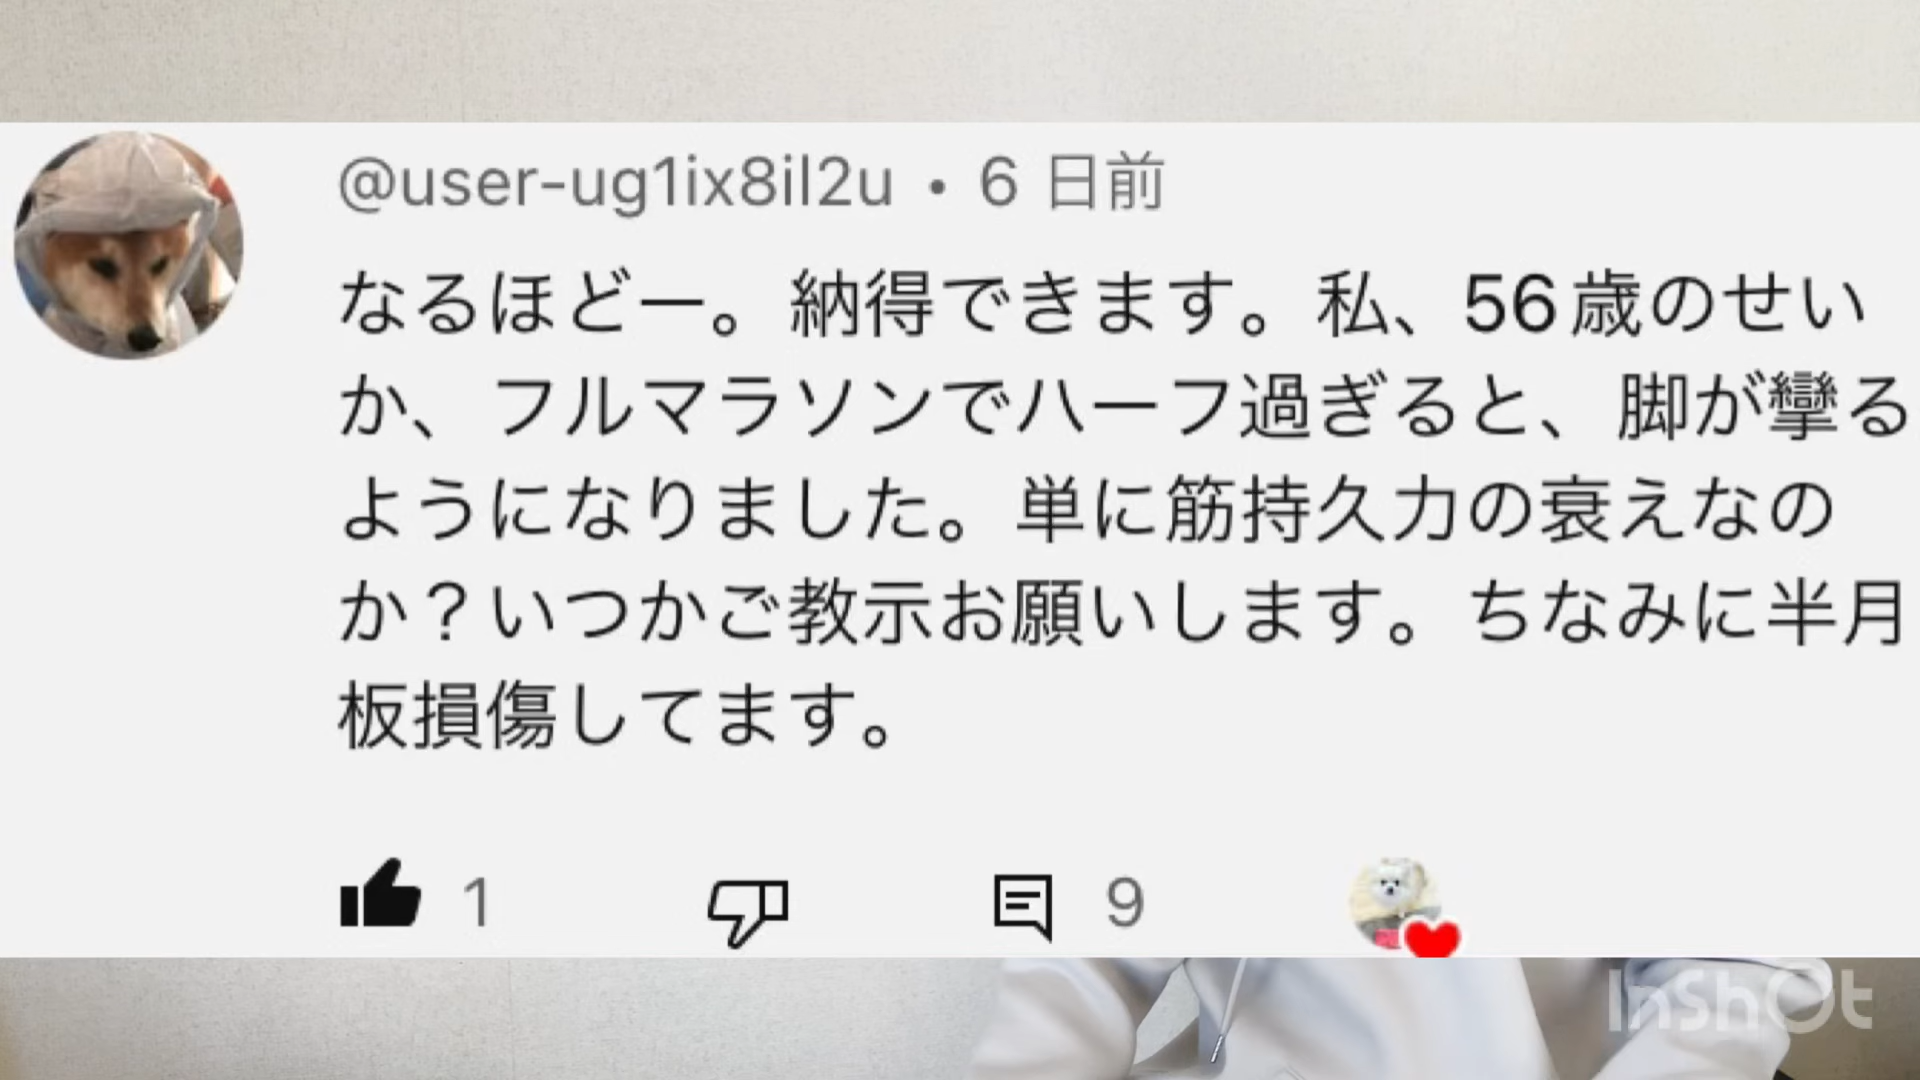 @user-ug1ix8il2u • 6 日前
なるほどー。納得できます。私、56歳のせい
か、フルマラソンでハーフ過ぎると、脚が攣る
ようになりました。単に筋持久力の衰えなの
か？いつかご教示お願いします。ちなみに半月
板損傷してます。
1
9
InShOt